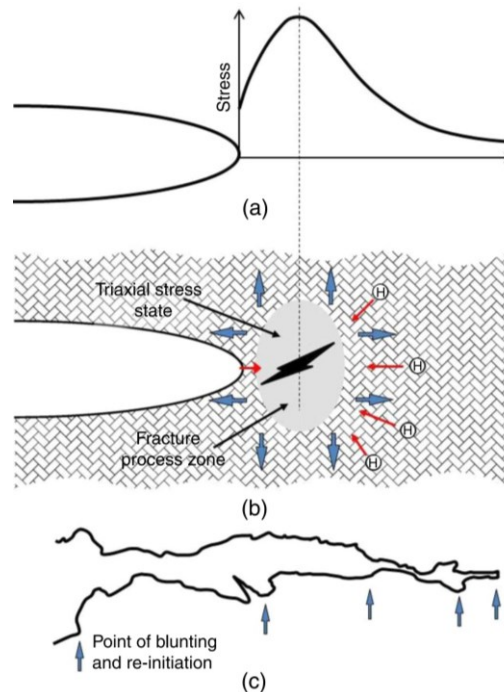 Stress
(a)
Triaxial stress
state
H
H
H
H
Fracture
process zone
(b)
Point of blunting
and re-initiation
(c)